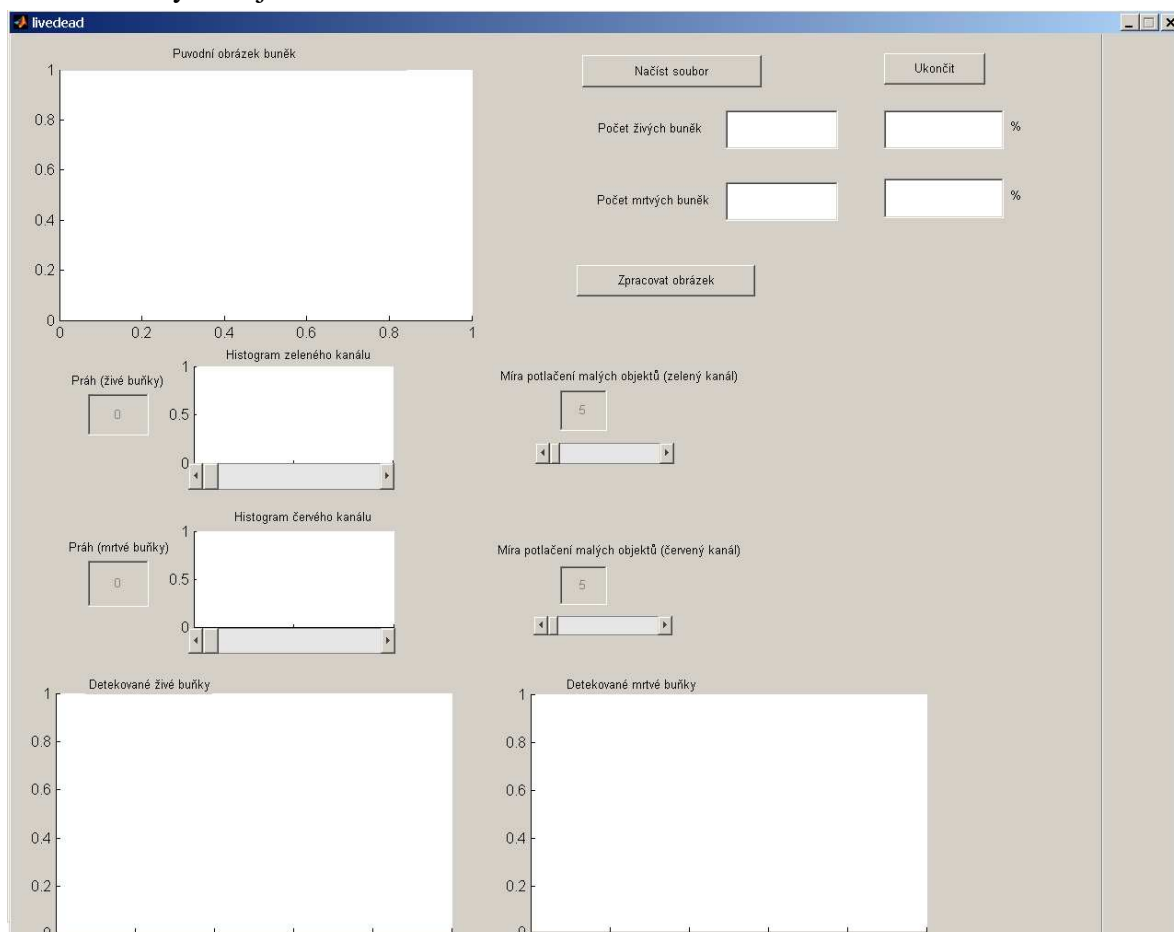 livedead
Puvodní obrázek buněk
1
0.8
0.6
0.4
0.2
0
0 0.2 0.4 0.6 0.8 1
Načíst soubor
Ukončit
Počet živých buněk
%
Počet mrtvých buněk
%
Zpracovat obrázek
Histogram zeleného kanálu
Práh (živé buňky)
0
1
0.5
0
Míra potlačení malých objektů (zelený kanál)
5
Histogram červého kanálu
Práh (mrtvé buňky)
0
1
0.5
0
Míra potlačení malých objektů (červený kanál)
5
Detekované živé buňky
1
0.8
0.6
0.4
0.2
0
Detekované mrtvé buňky
1
0.8
0.6
0.4
0.2
0